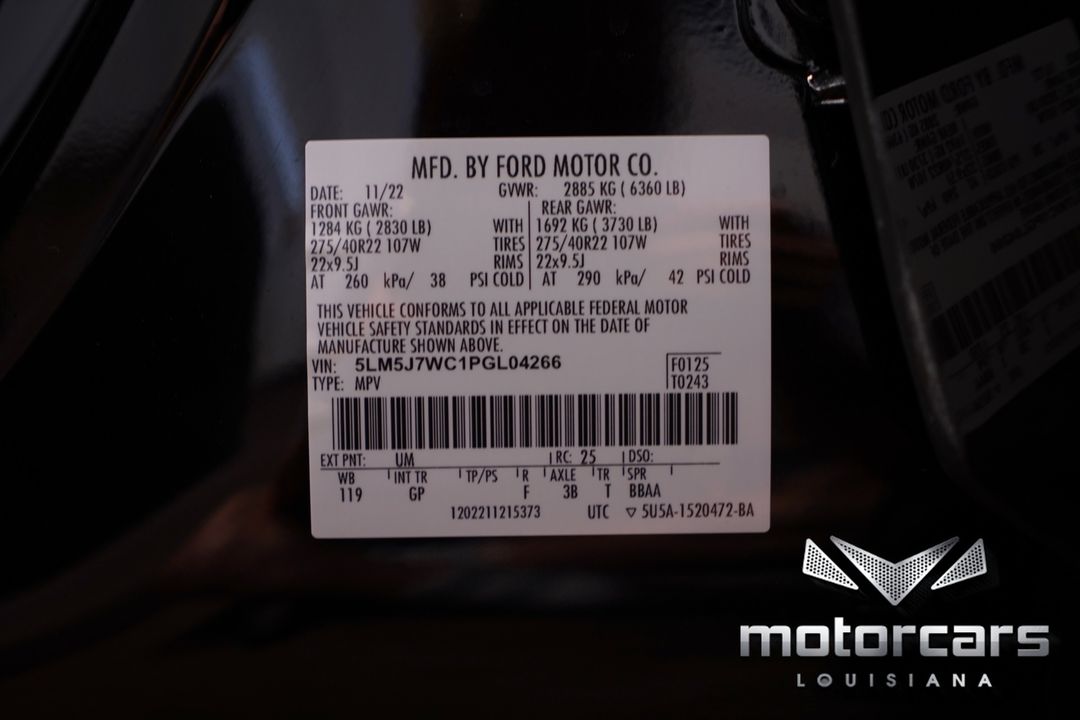 MFD. BY FORD MOTOR CO.
DATE: 11/22 GVWR: 2885 KG ( 6360 LB)
FRONT GAWR: REAR GAWR:
1284 KG ( 2830 LB) WITH 1692 KG ( 3730 LB) WITH
275/40R22 107W TIRES 275/40R22 107W TIRES
22x9.5J RIMS 22x9.5J RIMS
AT 260 kPa/ 38 PSI COLD AT 290 kPa/ 42 PSI COLD
THIS VEHICLE CONFORMS TO ALL APPLICABLE FEDERAL MOTOR
VEHICLE SAFETY STANDARDS IN EFFECT ON THE DATE OF
MANUFACTURE SHOWN ABOVE.
VIN: 5LM5J7WC1PGL04266 F0125
TYPE: MPV T0243
EXT PNT: UM RC: 25 DSO:
WB INT TR TP/PS R AXLE TR SPR
119 GP F 3B T BBAA
1202211215373 UTC ▽ 5U5A-1520472-BA
motorcars
LOUISIANA